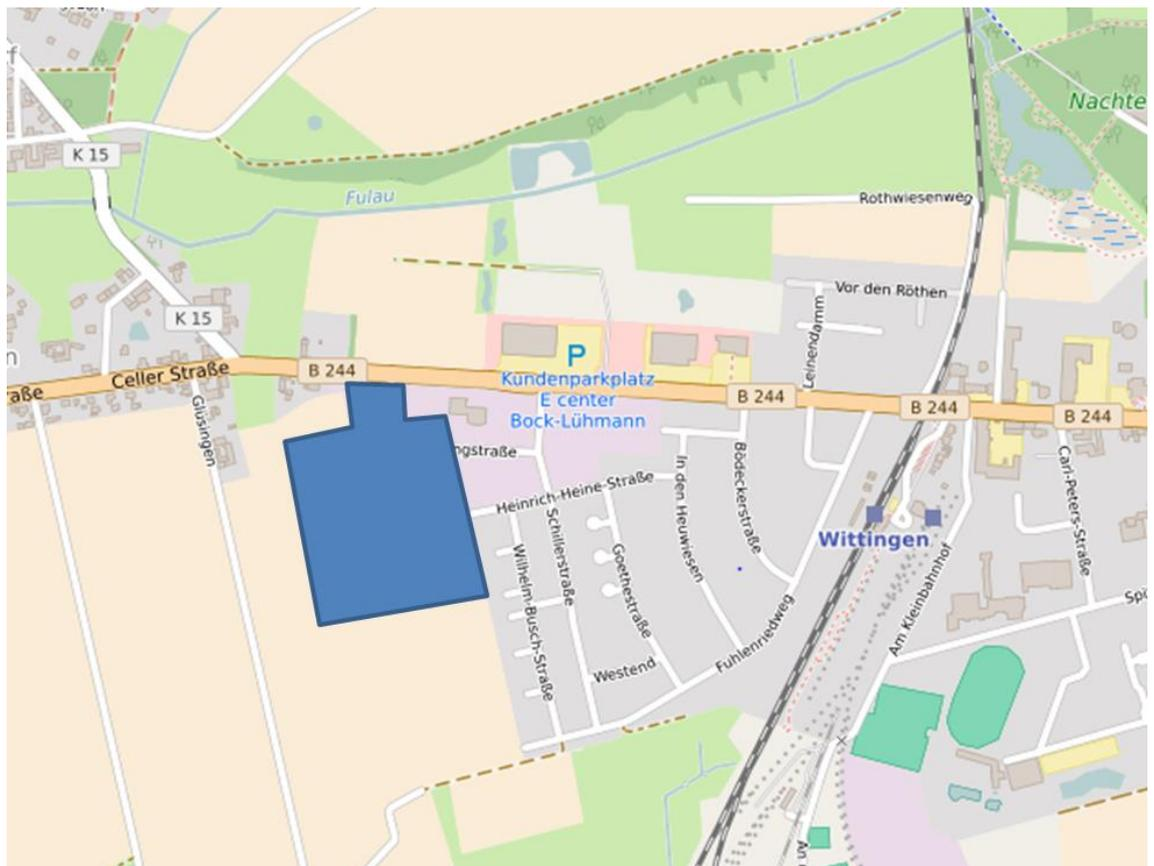 K 15
Nachte
Fulau
Rothwiesenweg
Vor den Röthen
K 15
Leinendamm
P
Kundenparkplatz
E center
Bock-Lühmann
B 244
Celler Straße
raße
n
B 244
B 244
B 244
Glüsingen
ngstraße
Heinrich-Heine-Straße
Schillerstraße
Wilhelm-Busch-Straße
Goethestraße
In den Heuwiesen
Bödeckerstraße
Wittingen
Carl-Peters-Straße
Am Kleinbahnhof
Fuhlenriedweg
Westend
Spö
An